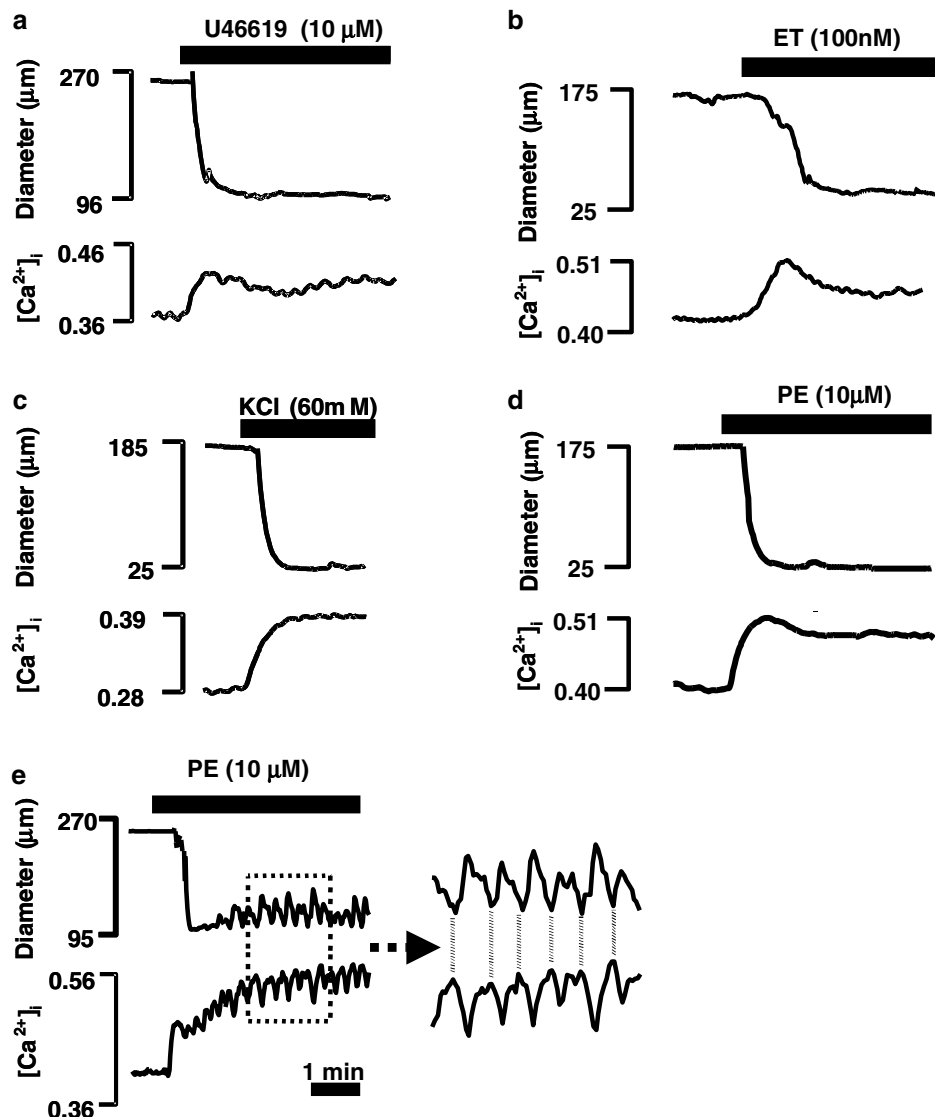 a
U46619 (10 µM)
270
Diameter (µm)
96
0.46
[Ca2+]i
0.36
b
ET (100nM)
175
Diameter (µm)
25
0.51
[Ca2+]i
0.40
c
KCl (60m M)
185
Diameter (µm)
25
0.39
[Ca2+]i
0.28
d
PE (10µM)
175
Diameter (µm)
25
0.51
[Ca2+]i
0.40
e
PE (10 µM)
270
Diameter (µm)
95
0.56
[Ca2+]i
0.36
1 min